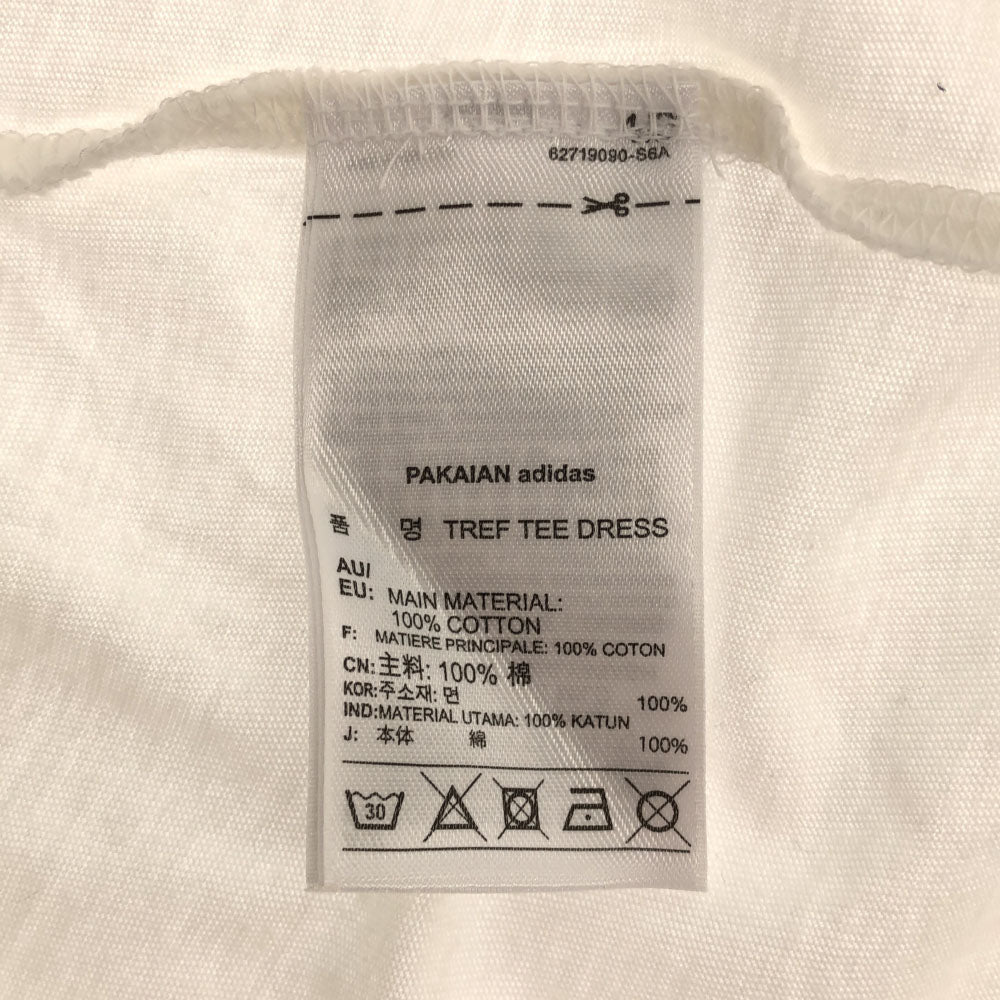 62719090-S6A
PAKAIAN adidas
품 명 TREF TEE DRESS
AU/
EU: MAIN MATERIAL:
100% COTTON
F: MATIERE PRINCIPALE: 100% COTON
CN:主料: 100% 棉
KOR:주소재: 면 100%
IND:MATERIAL UTAMA: 100% KATUN
J: 本体 綿 100%
30